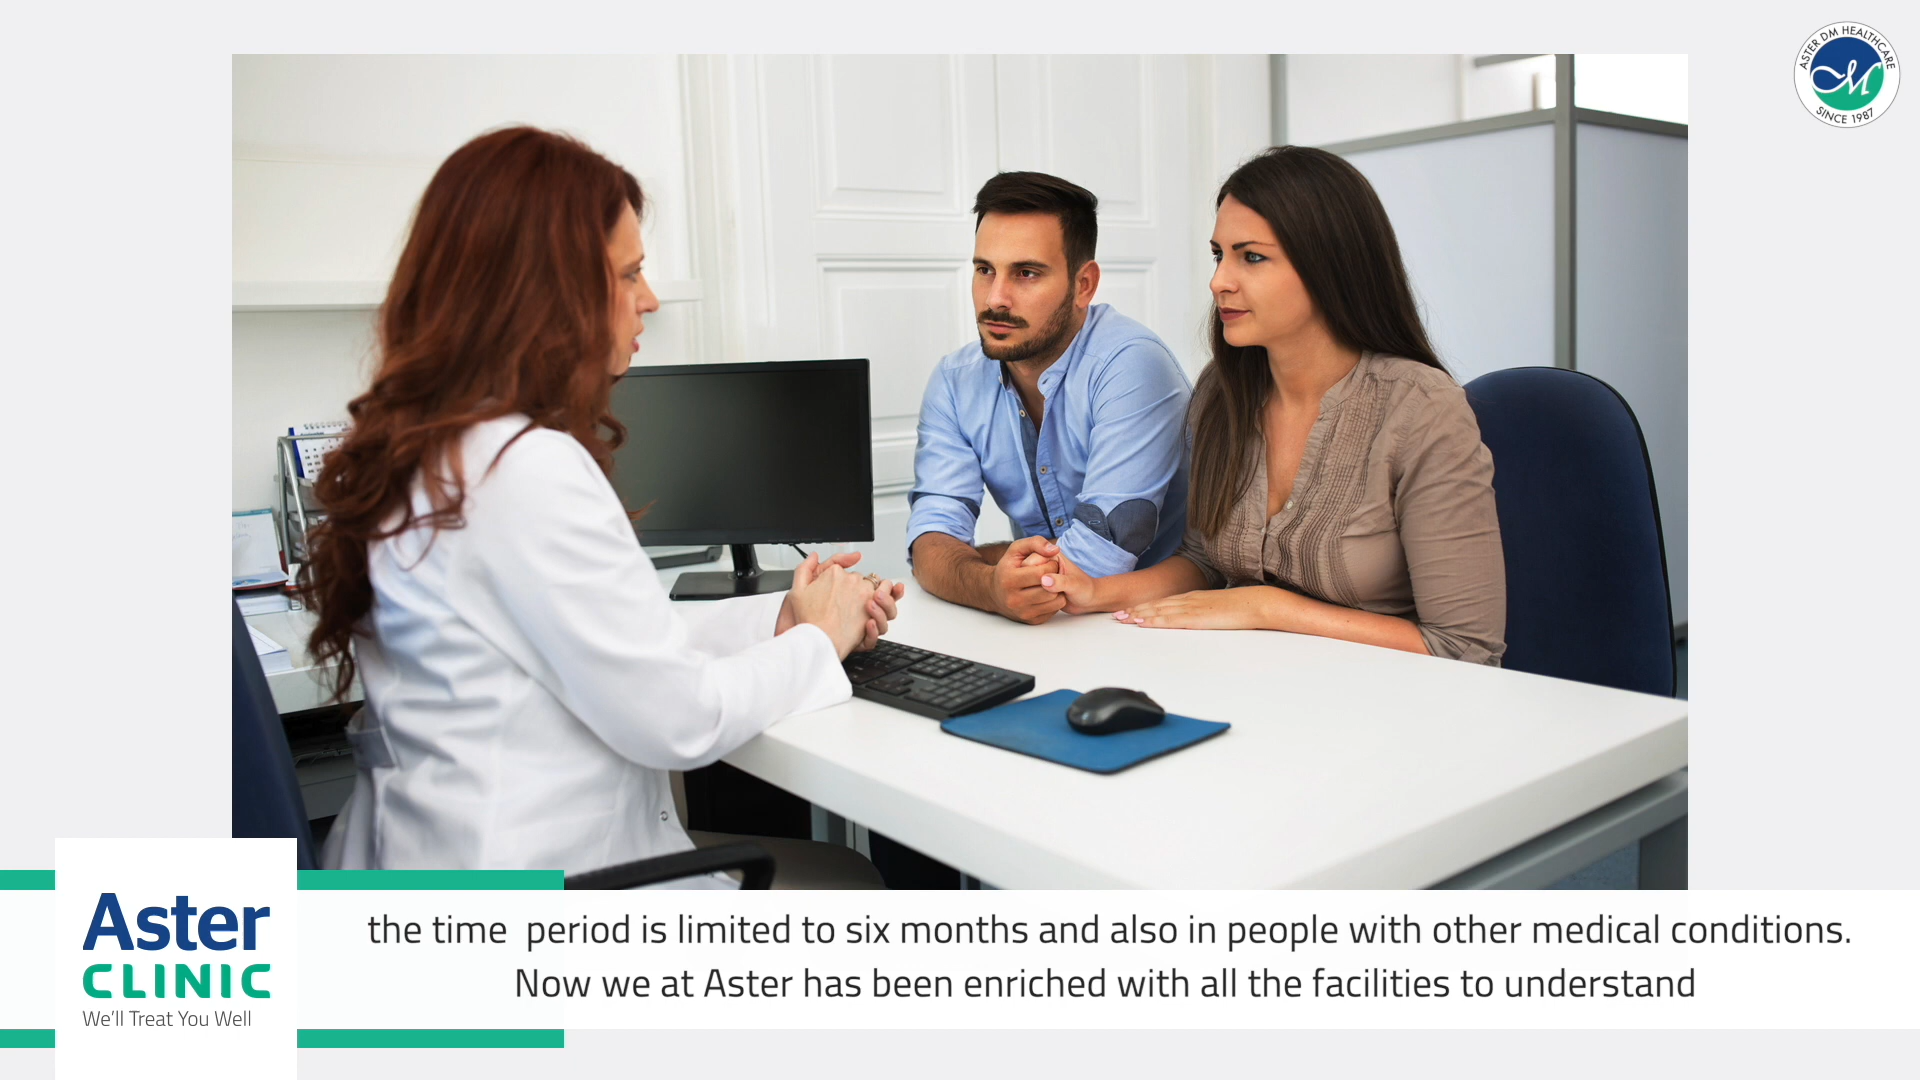 ASTER DM HEALTHCARE
SINCE 1987
Aster
CLINIC
We'll Treat You Well
the time  period is limited to six months and also in people with other medical conditions.
Now we at Aster has been enriched with all the facilities to understand